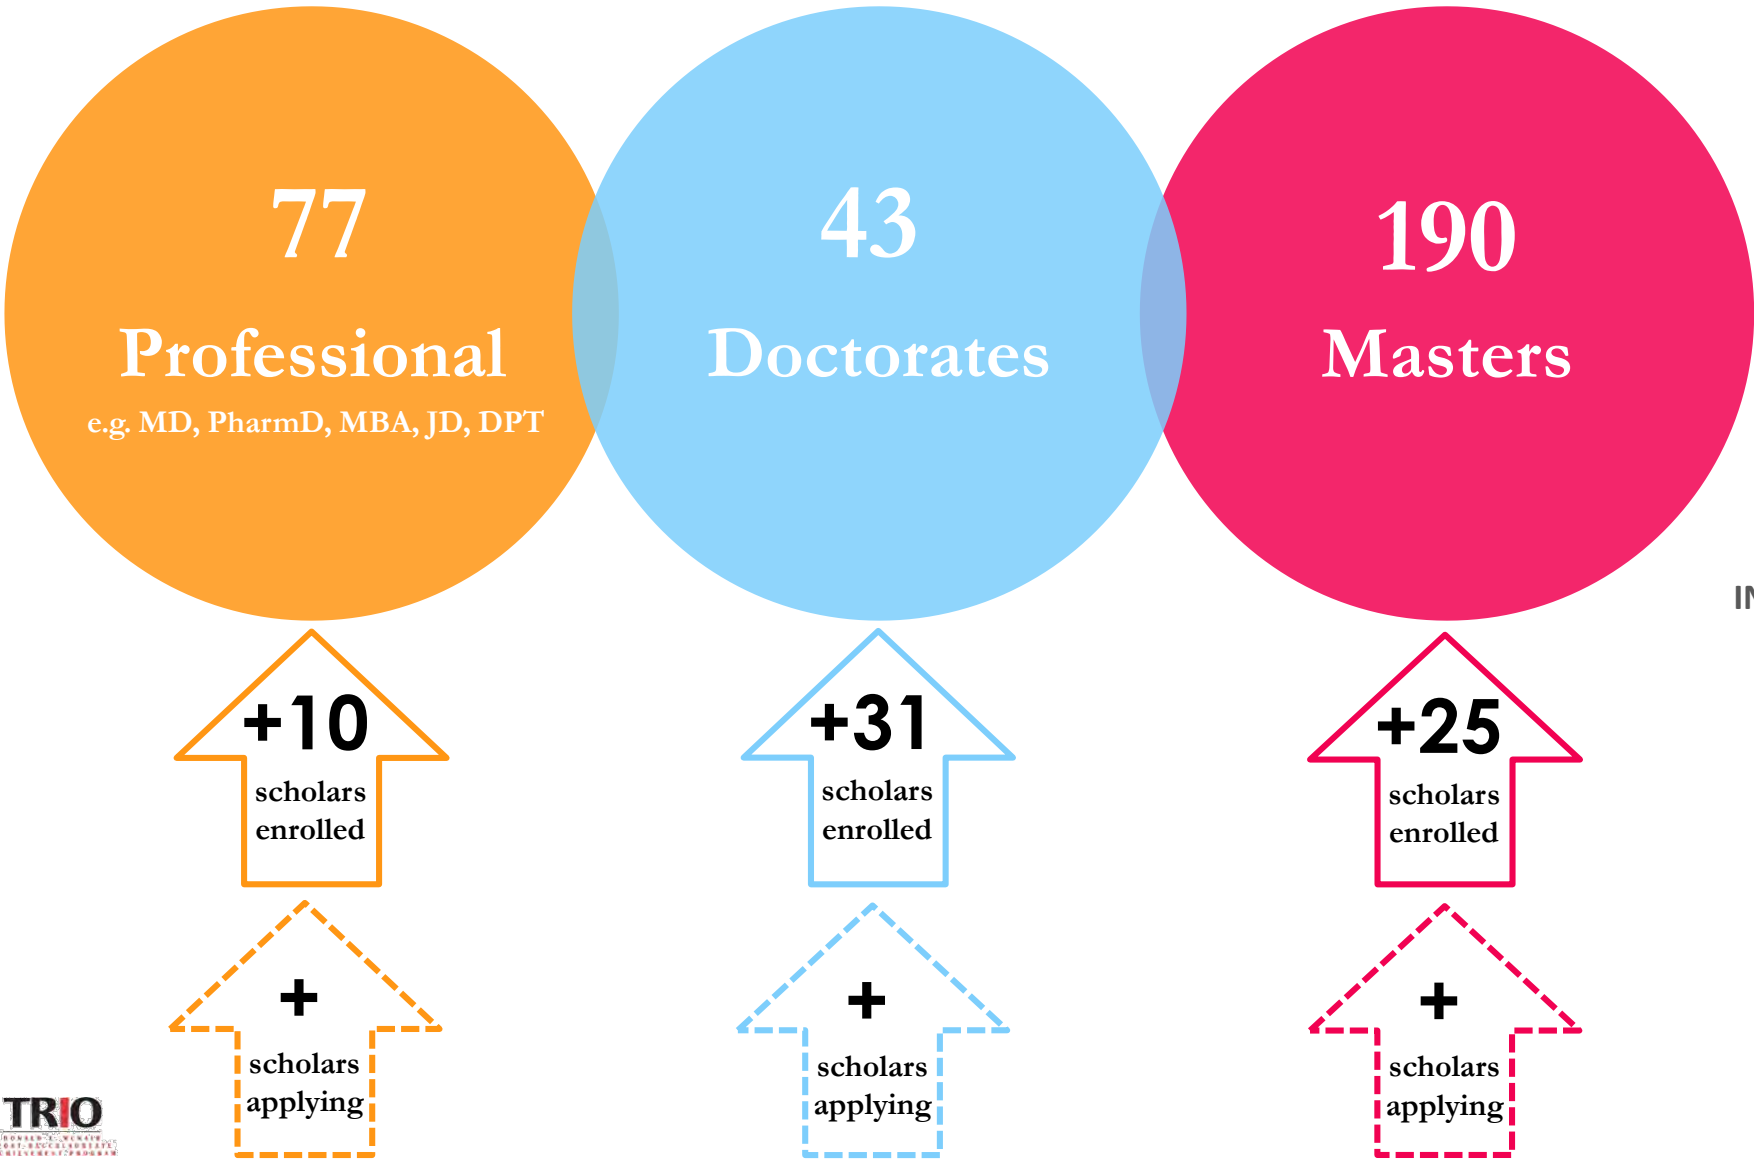 77
Professional
e.g. MD, PharmD, MBA, JD, DPT
43
Doctorates
190
Masters
IN
+10
scholars
enrolled
+31
scholars
enrolled
+25
scholars
enrolled
+
scholars
applying
+
scholars
applying
+
scholars
applying
TRIO